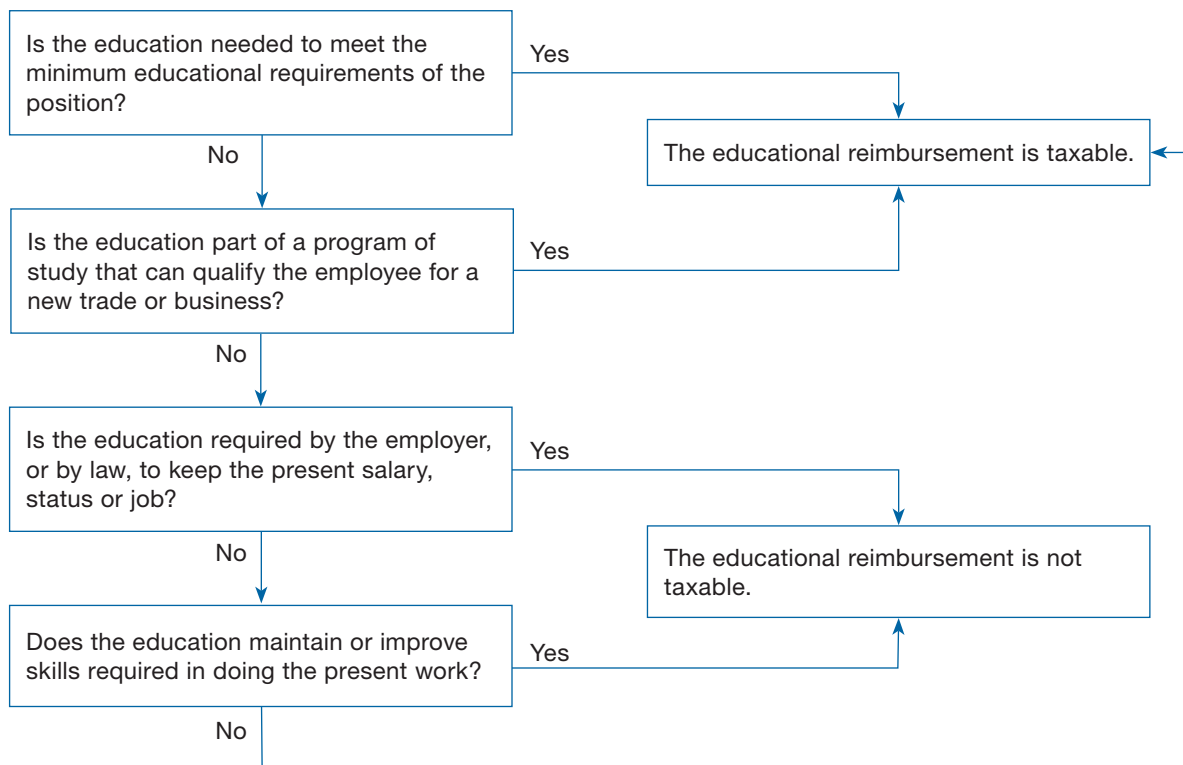 Is the education needed to meet the
minimum educational requirements of the
position?
Yes
The educational reimbursement is taxable.
No
Is the education part of a program of
study that can qualify the employee for a
new trade or business?
Yes
No
Is the education required by the employer,
or by law, to keep the present salary,
status or job?
Yes
The educational reimbursement is not
taxable.
No
Does the education maintain or improve
skills required in doing the present work?
Yes
No